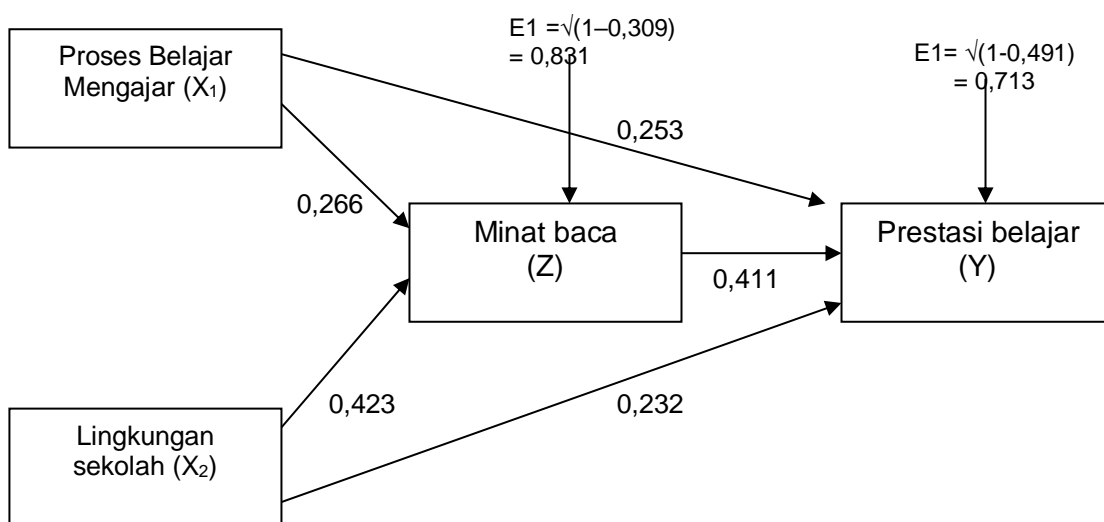 E1 =√(1–0,309)
= 0,831
E1= √(1-0,491)
= 0,713
Proses Belajar
Mengajar (X₁)
0,253
0,266
Minat baca
(Z)
0,411
Prestasi belajar
(Y)
0,423
0,232
Lingkungan
sekolah (X₂)